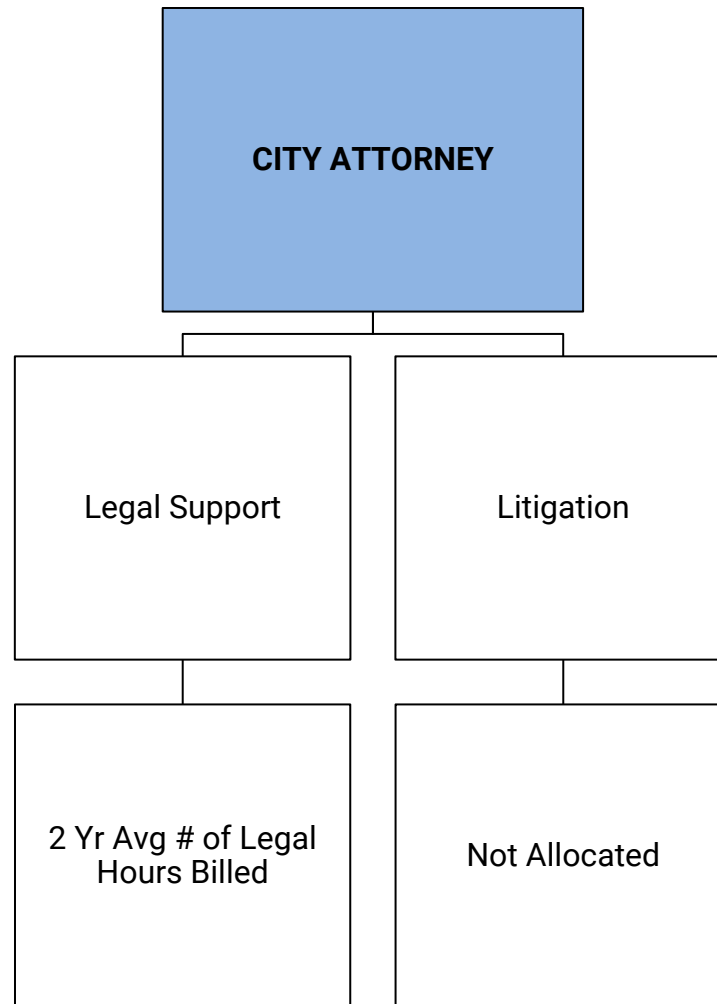 CITY ATTORNEY
Legal Support
Litigation
2 Yr Avg # of Legal
Hours Billed
Not Allocated